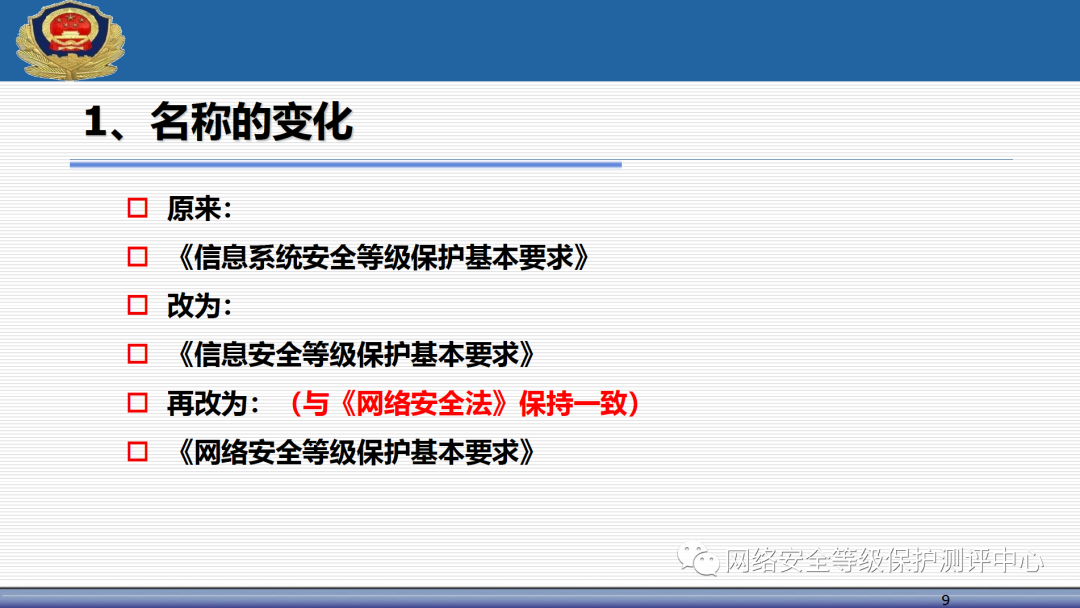 1、名称的变化
原来：
《信息系统安全等级保护基本要求》
改为：
《信息安全等级保护基本要求》
再改为：（与《网络安全法》保持一致）
《网络安全等级保护基本要求》
网络安全等级保护测评中心
9